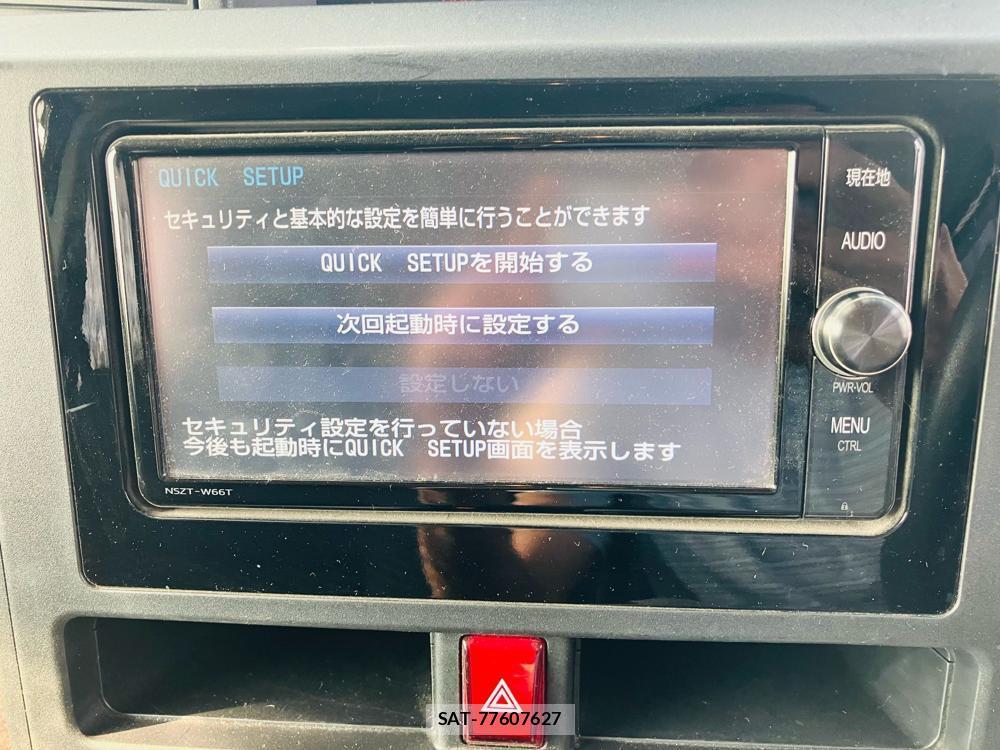 QUICK SETUP
セキュリティと基本的な設定を簡単に行うことができます
QUICK SETUPを開始する
次回起動時に設定する
設定しない
セキュリティ設定を行っていない場合
今後も起動時にQUICK SETUP画面を表示します
NSZT-W66T
現在地
AUDIO
PWR·VOL
MENU
CTRL
SAT-77607627